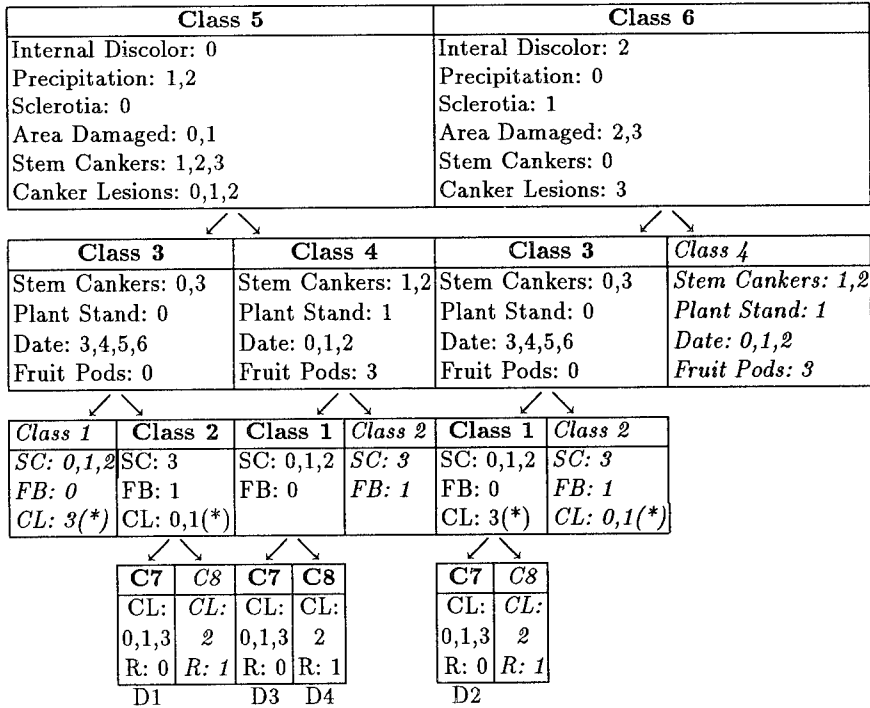 Class 5 Class 6
Internal Discolor: 0 Interal Discolor: 2
Precipitation: 1,2 Precipitation: 0
Sclerotia: 0 Sclerotia: 1
Area Damaged: 0,1 Area Damaged: 2,3
Stem Cankers: 1,2,3 Stem Cankers: 0
Canker Lesions: 0,1,2 Canker Lesions: 3
Class 3 Class 4 Class 3 Class 4
Stem Cankers: 0,3 Stem Cankers: 1,2 Stem Cankers: 0,3 Stem Cankers: 1,2
Plant Stand: 0 Plant Stand: 1 Plant Stand: 0 Plant Stand: 1
Date: 3,4,5,6 Date: 0,1,2 Date: 3,4,5,6 Date: 0,1,2
Fruit Pods: 0 Fruit Pods: 3 Fruit Pods: 0 Fruit Pods: 3
Class 1 Class 2 Class 1 Class 2 Class 1 Class 2
SC: 0,1,2 SC: 3 SC: 0,1,2 SC: 3 SC: 0,1,2 SC: 3
FB: 0 FB: 1 FB: 0 FB: 1 FB: 0 FB: 1
CL: 3(*) CL: 0,1(*) CL: 3(*) CL: 0,1(*)
C7 C8 C7 C8 C7 C8
CL: CL: CL: CL: CL: CL:
0,1,3 2 0,1,3 2 0,1,3 2
R: 0 R: 1 R: 0 R: 1 R: 0 R: 1
D1 D3 D4 D2